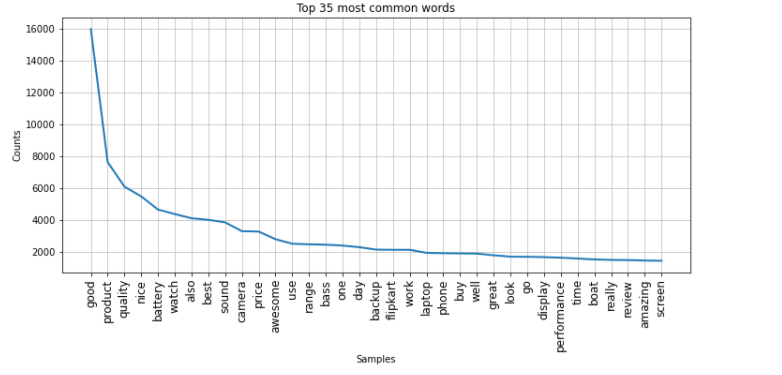 Top 35 most common words
16000
14000
12000
10000
8000
6000
4000
2000
Counts
good
product
quality
nice
battery
watch
also
best
sound
camera
price
awesome
use
range
bass
one
day
backup
flipkart
work
laptop
phone
buy
well
great
look
go
display
performance
time
boat
really
review
amazing
screen
Samples